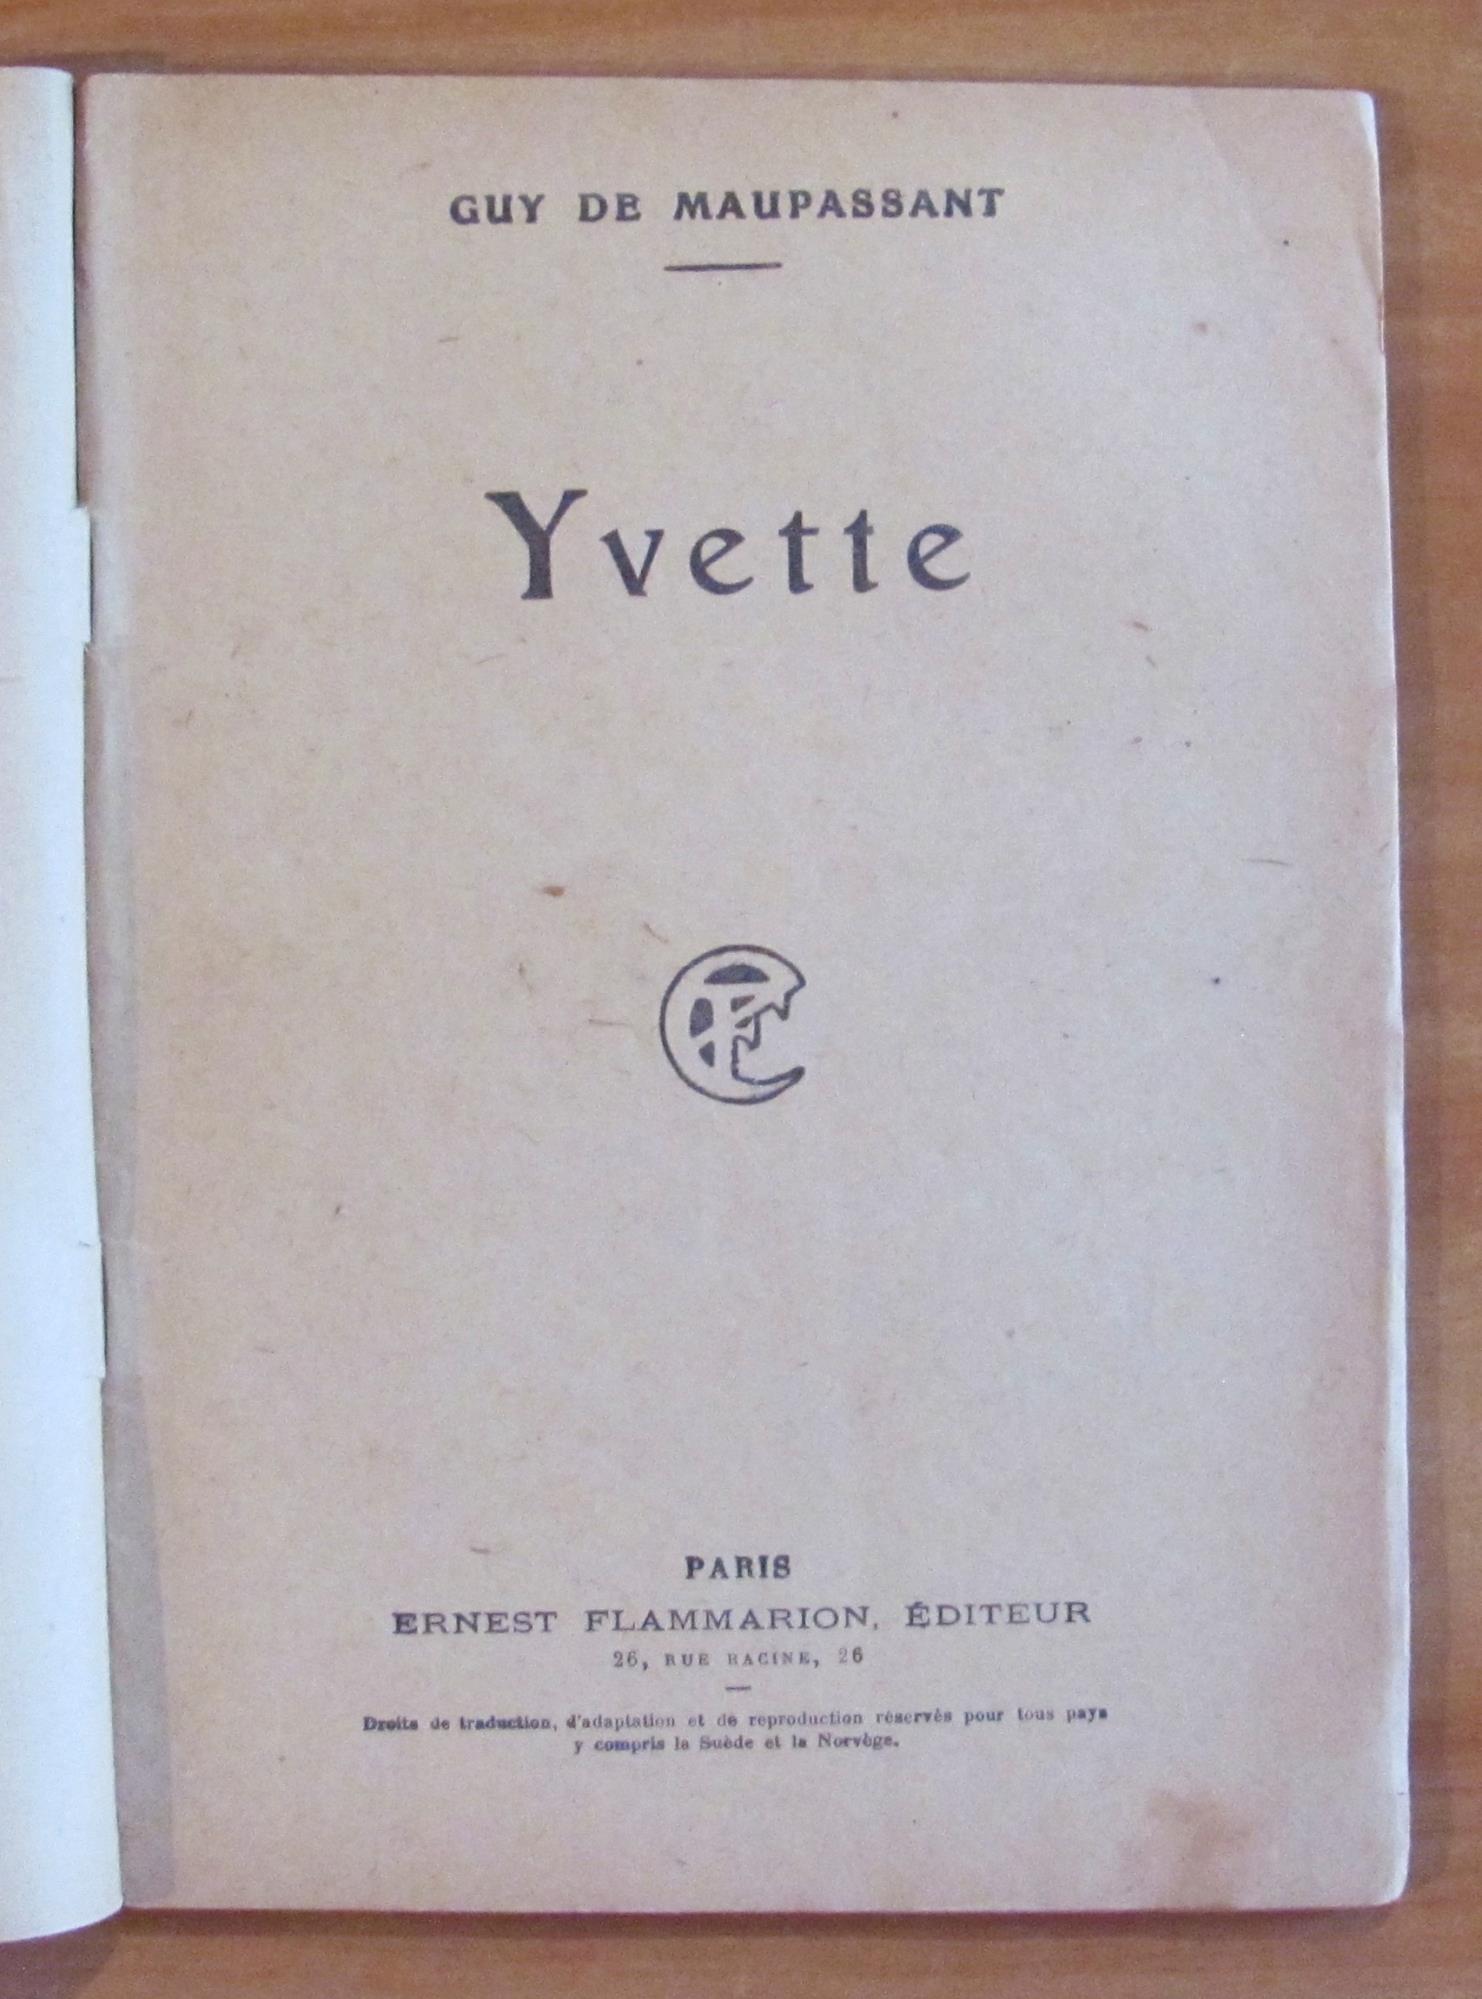 GUY DE MAUPASSANT
Yvette
PARIS
ERNEST FLAMMARION, ÉDITEUR
26, RUE RACINE, 26
Droits de traduction, d'adaptation et de reproduction réservés pour tous pays
y compris la Suède et la Norvège.